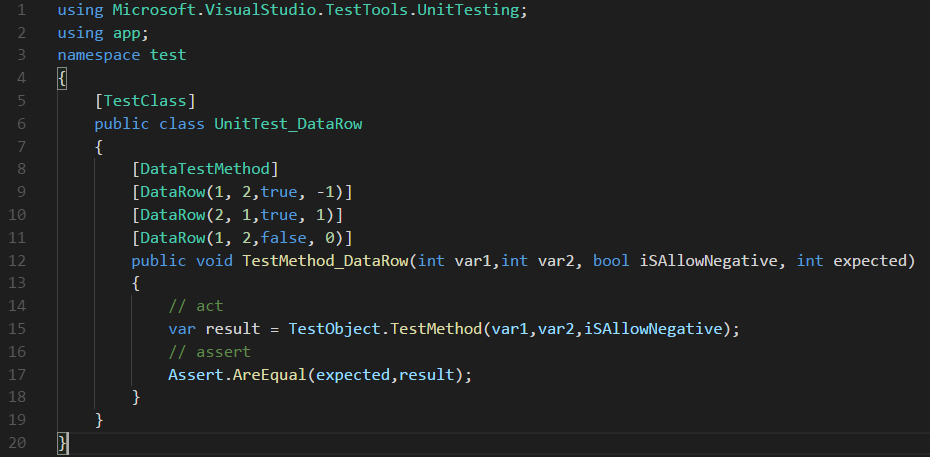 1 using Microsoft.VisualStudio.TestTools.UnitTesting;
2 using app;
3 namespace test
4 {
5 [TestClass]
6 public class UnitTest_DataRow
7 {
8 [DataTestMethod]
9 [DataRow(1, 2,true, -1)]
10 [DataRow(2, 1,true, 1)]
11 [DataRow(1, 2,false, 0)]
12 public void TestMethod_DataRow(int var1,int var2, bool iSAllowNegative, int expected)
13 {
14 // act
15 var result = TestObject.TestMethod(var1,var2,iSAllowNegative);
16 // assert
17 Assert.AreEqual(expected,result);
18 }
19 }
20 }